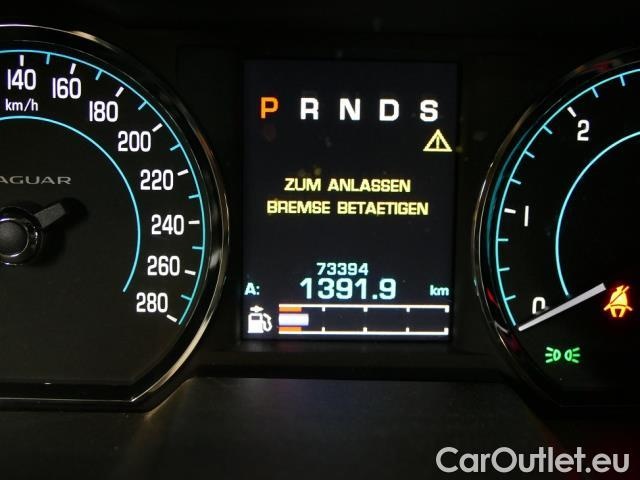 140
160
180
200
220
240
260
280
km/h
AGUAR
P R N D S
ZUM ANLASSEN
BREMSE BETAETIGEN
73394
A: 1391.9 km
2
1
0
CarOutlet.eu